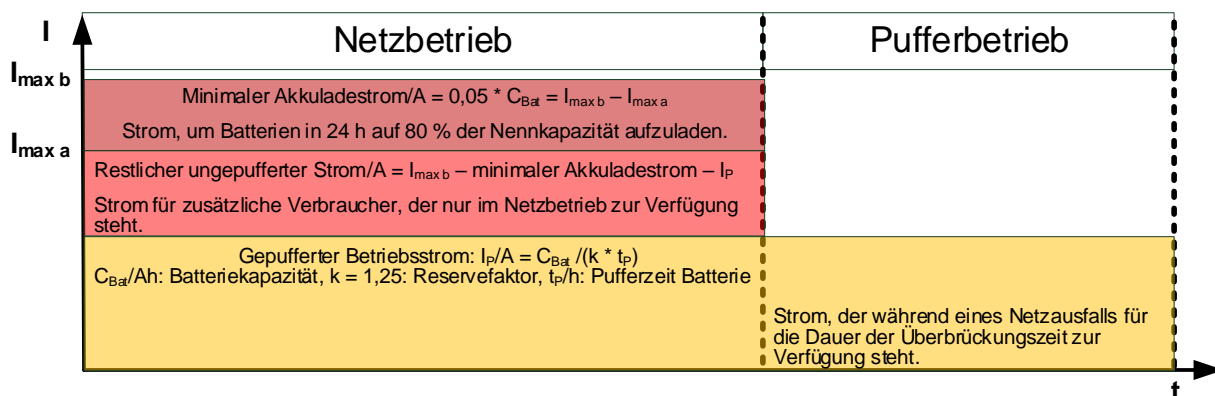 I
Netzbetrieb
Pufferbetrieb
I max b
Minimaler Akkuladestrom/A = 0,05 * CBat = Imax b – Imax a
Strom, um Batterien in 24 h auf 80 % der Nennkapazität aufzuladen.
I max a
Restlicher ungepufferter Strom/A = Imax b – minimaler Akkuladestrom – IP
Strom für zusätzliche Verbraucher, der nur im Netzbetrieb zur Verfügung
steht.
Gepufferter Betriebsstrom: IP/A = CBat /(k * tP)
CBat/Ah: Batteriekapazität, k = 1,25: Reservefaktor, tP/h: Pufferzeit Batterie
Strom, der während eines Netzausfalls für
die Dauer der Überbrückungszeit zur
Verfügung steht.
t